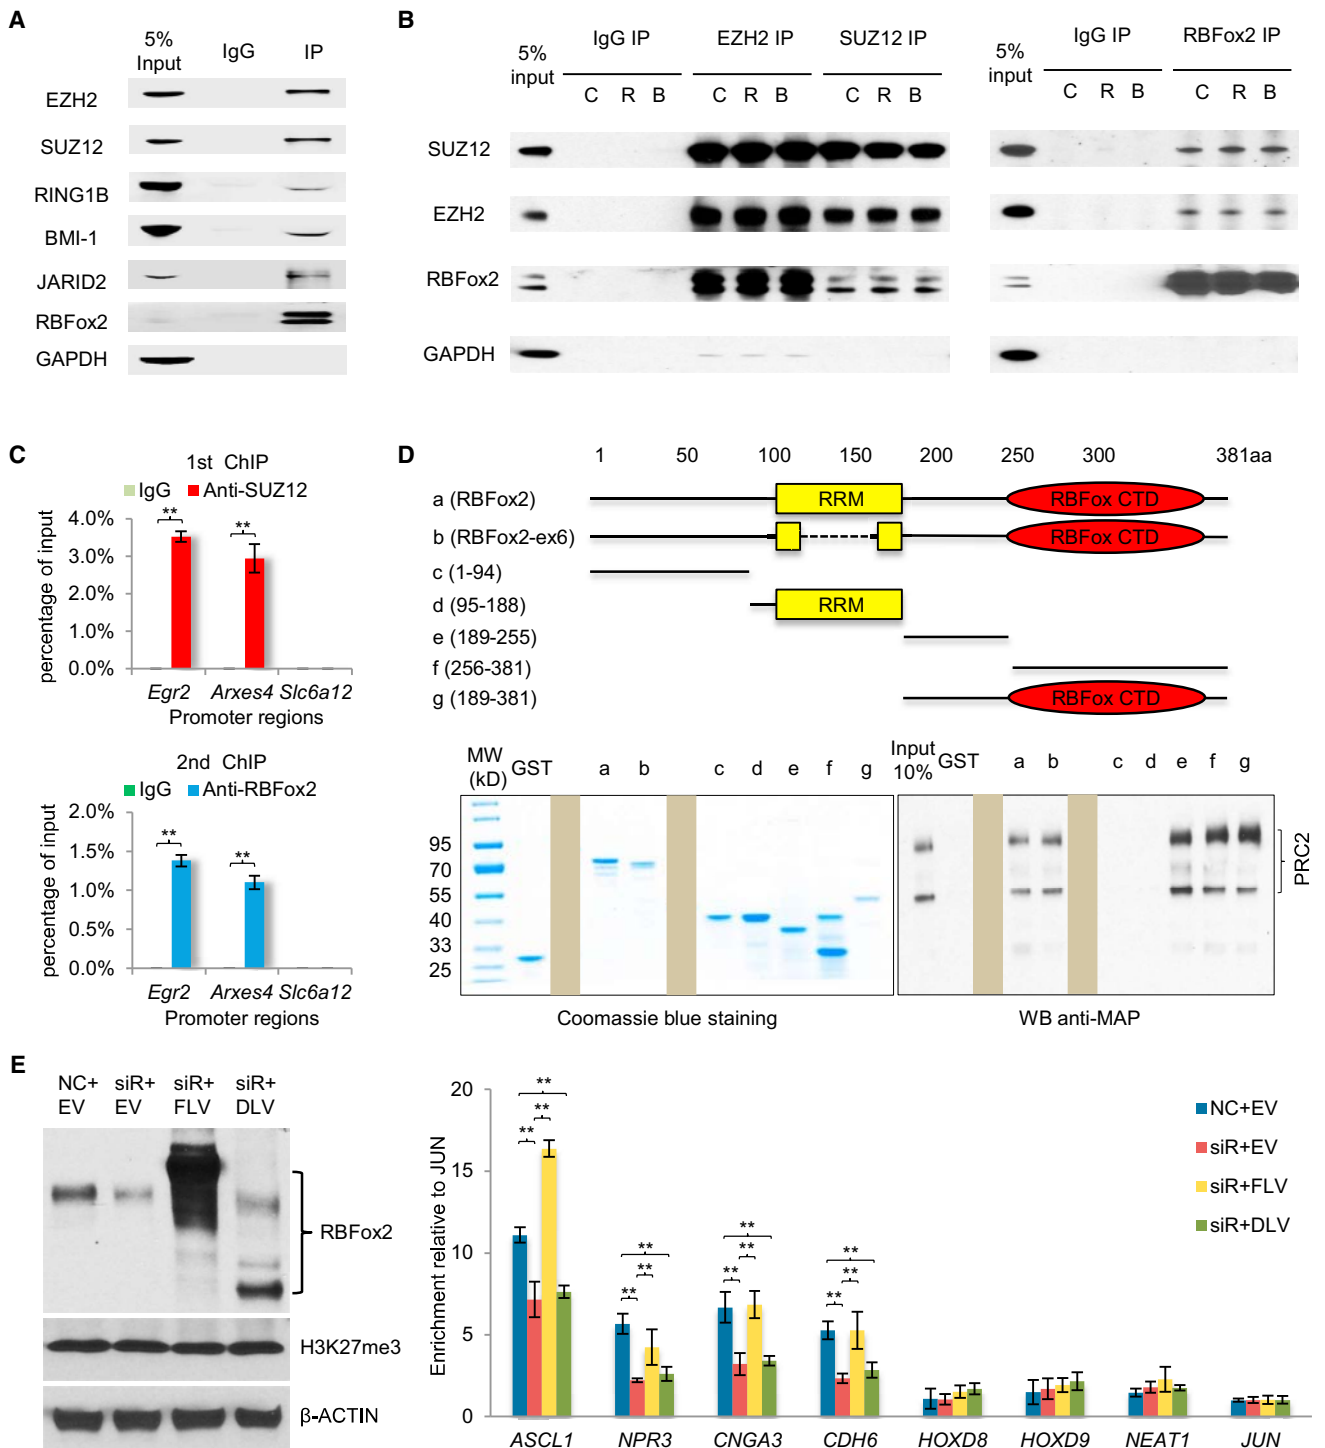 A
5% Input IgG IP
EZH2
SUZ12
RING1B
BMI-1
JARID2
RBFox2
GAPDH
B
5% input IgG IP EZH2 IP SUZ12 IP
C R B C R B C R B
5% input IgG IP RBFox2 IP
C R B C R B
SUZ12
EZH2
RBFox2
GAPDH
C
1st ChIP
IgG Anti-SUZ12
percentage of input
4.0%
3.0%
2.0%
1.0%
0.0%
** **
Egr2 Arxes4 Slc6a12
Promoter regions
2nd ChIP
IgG Anti-RBFox2
percentage of input
2.0%
1.5%
1.0%
0.5%
0.0%
** **
Egr2 Arxes4 Slc6a12
Promoter regions
D
1 50 100 150 200 250 300 381aa
a (RBFox2) RRM RBFox CTD
b (RBFox2-ex6) RBFox CTD
c (1-94)
d (95-188) RRM
e (189-255)
f (256-381)
g (189-381) RBFox CTD
MW (kD) GST a b c d e f g
95
70
55
40
33
25
Coomassie blue staining
Input 10% GST a b c d e f g
PRC2
WB anti-MAP
E
NC+ EV siR+ EV siR+ FLV siR+ DLV
RBFox2
H3K27me3
β-ACTIN
Enrichment relative to JUN
20
15
10
5
0
** ** **
** ** **
** ** **
** ** **
NC+EV
siR+EV
siR+FLV
siR+DLV
ASCL1 NPR3 CNGA3 CDH6 HOXD8 HOXD9 NEAT1 JUN